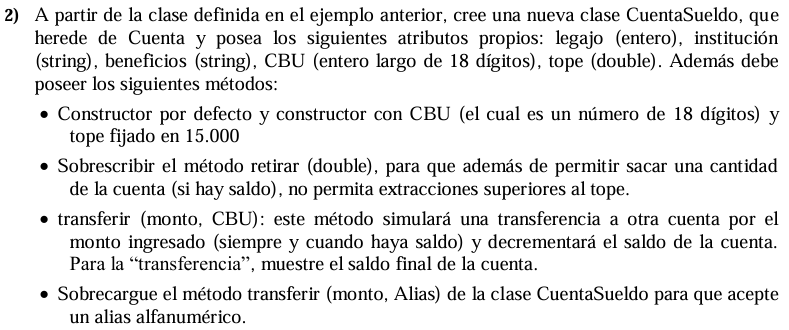 2) A partir de la clase definida en el ejemplo anterior, cree una nueva clase CuentaSueldo, que
herede de Cuenta y posea los siguientes atributos propios: legajo (entero), institución
(string), beneficios (string), CBU (entero largo de 18 dígitos), tope (double). Además debe
poseer los siguientes métodos:
• Constructor por defecto y constructor con CBU (el cual es un número de 18 dígitos) y
tope fijado en 15.000
• Sobrescribir el método retirar (double), para que además de permitir sacar una cantidad
de la cuenta (si hay saldo), no permita extracciones superiores al tope.
• transferir (monto, CBU): este método simulará una transferencia a otra cuenta por el
monto ingresado (siempre y cuando haya saldo) y decrementará el saldo de la cuenta.
Para la “transferencia”, muestre el saldo final de la cuenta.
• Sobrecargue el método transferir (monto, Alias) de la clase CuentaSueldo para que acepte
un alias alfanumérico.